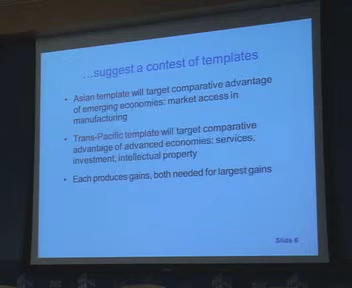 ...suggest a contest of templates
• Asian template will target comparative advantage
of emerging economies: market access in
manufacturing
• Trans-Pacific template will target comparative
advantage of advanced economies: services,
investment, intellectual property
• Each produces gains, both needed for largest gains
Slide 6